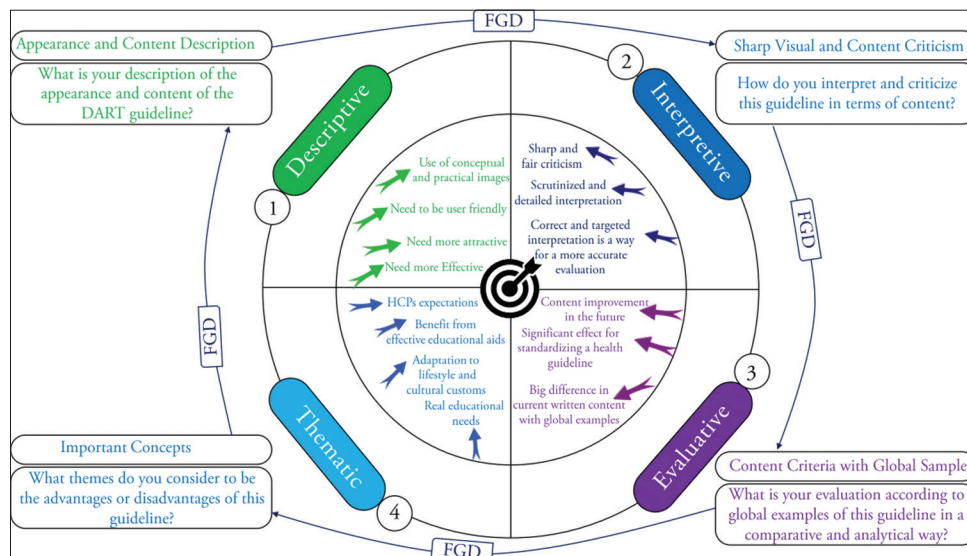 FGD
Appearance and Content Description
What is your description of the
appearance and content of the
DART guideline?
1
Descriptive
Use of conceptual
and practical images
Need to be user friendly
Need more attractive
Need more Effective
2
Interpretive
Sharp Visual and Content Criticism
How do you interpret and criticize
this guideline in terms of content?
Sharp and
fair criticism
Scrutinized and
detailed interpretation
Correct and targeted
interpretation is a way
for a more accurate
evaluation
FGD
3
Evaluative
Content improvement
in the future
Significant effect for
standardizing a health
guideline
Big difference in
current written content
with global examples
Content Criteria with Global Sample
What is your evaluation according to
global examples of this guideline in a
comparative and analytical way?
FGD
4
Thematic
HCPs expectations
Benefit from
effective educational aids
Adaptation to
lifestyle and
cultural customs
Real educational
needs
Important Concepts
What themes do you consider to be
the advantages or disadvantages of this
guideline?
FGD